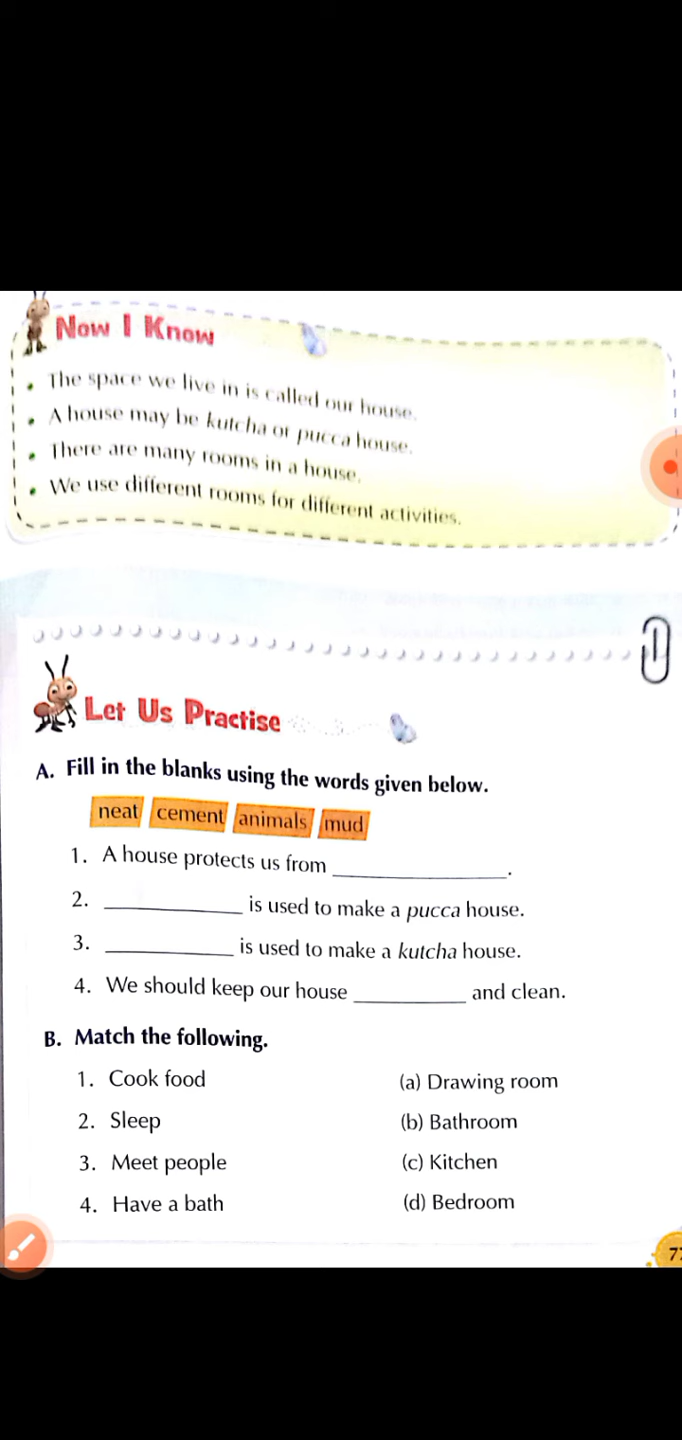 Now I Know
• The space we live in is called our house.
• A house may be kutcha or pucca house.
• There are many rooms in a house.
• We use different rooms for different activities.
Let Us Practise
A. Fill in the blanks using the words given below.
neat cement animals mud
1. A house protects us from ____________.
2. ____________ is used to make a pucca house.
3. ____________ is used to make a kutcha house.
4. We should keep our house __________ and clean.
B. Match the following.
1. Cook food (a) Drawing room
2. Sleep (b) Bathroom
3. Meet people (c) Kitchen
4. Have a bath (d) Bedroom